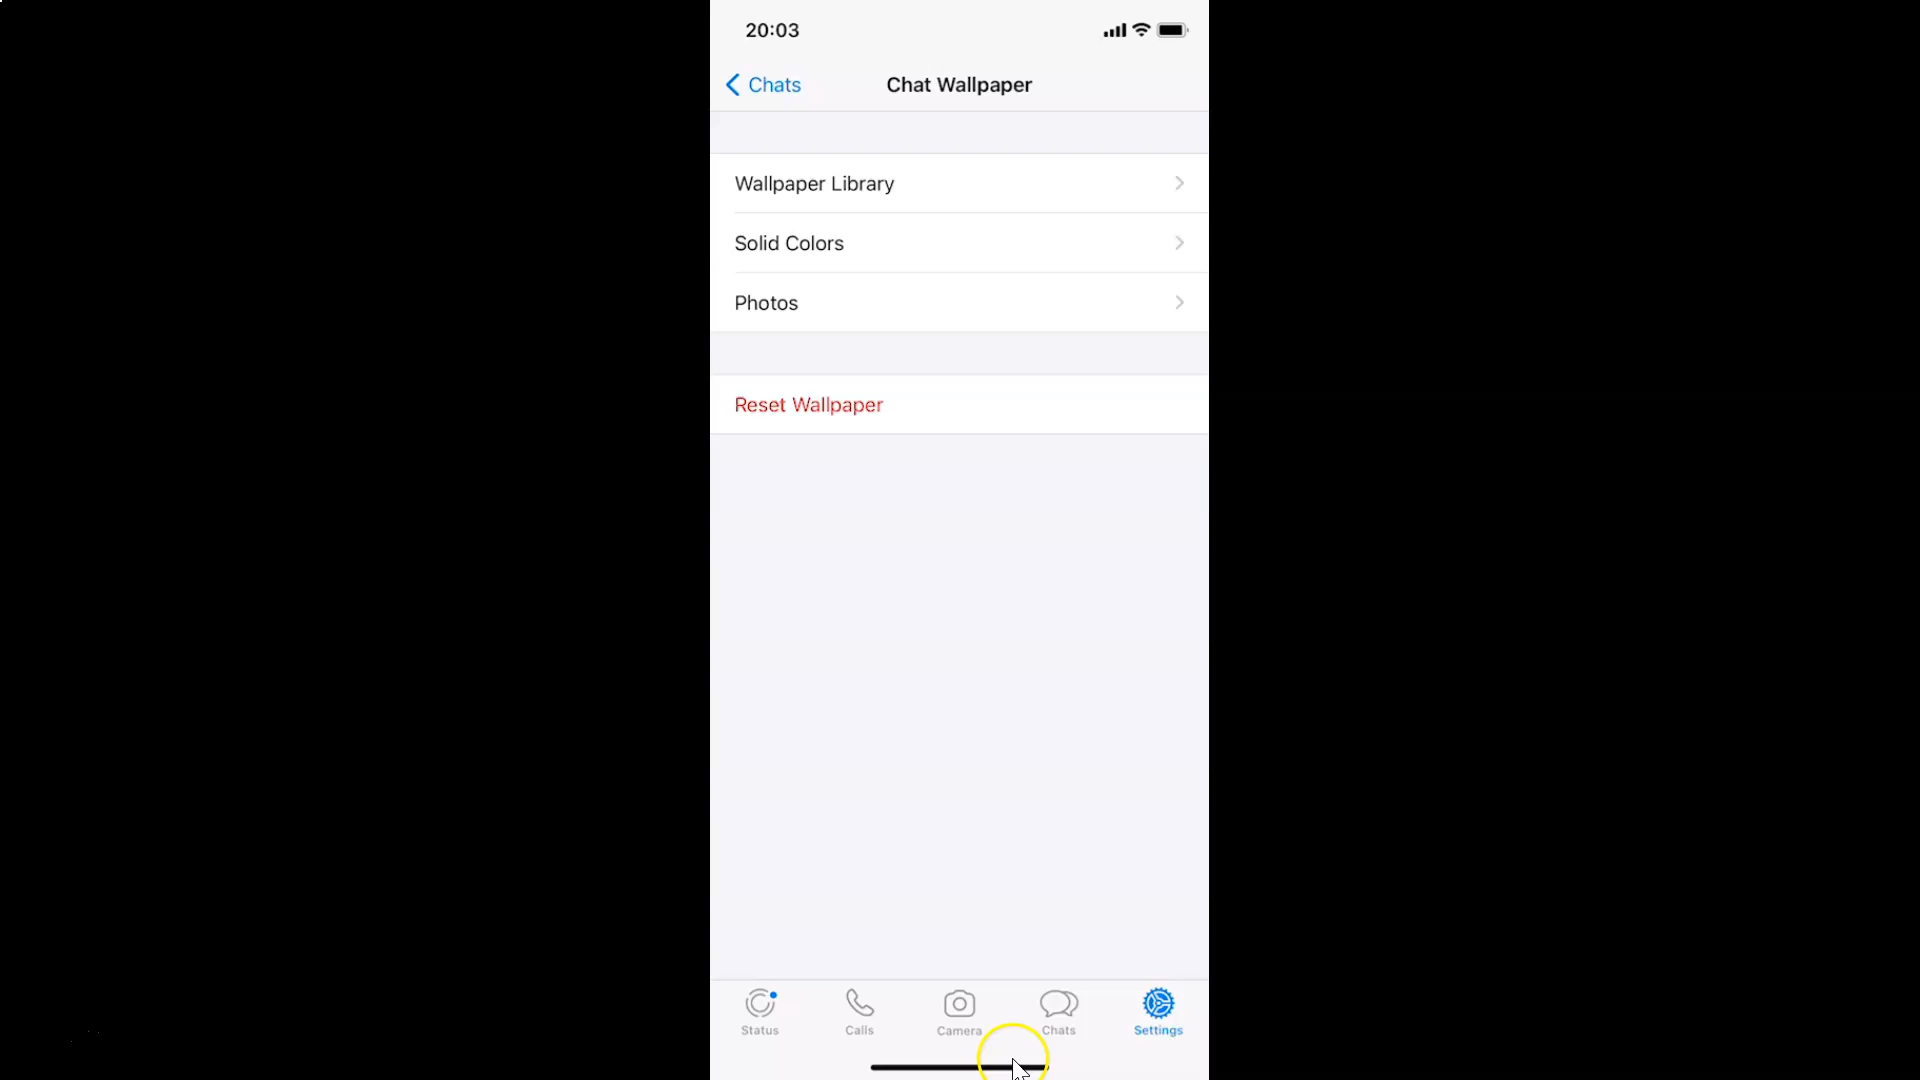 20:03
Chats
Chat Wallpaper
Wallpaper Library
Solid Colors
Photos
Reset Wallpaper
Status
Calls
Camera
Chats
Settings